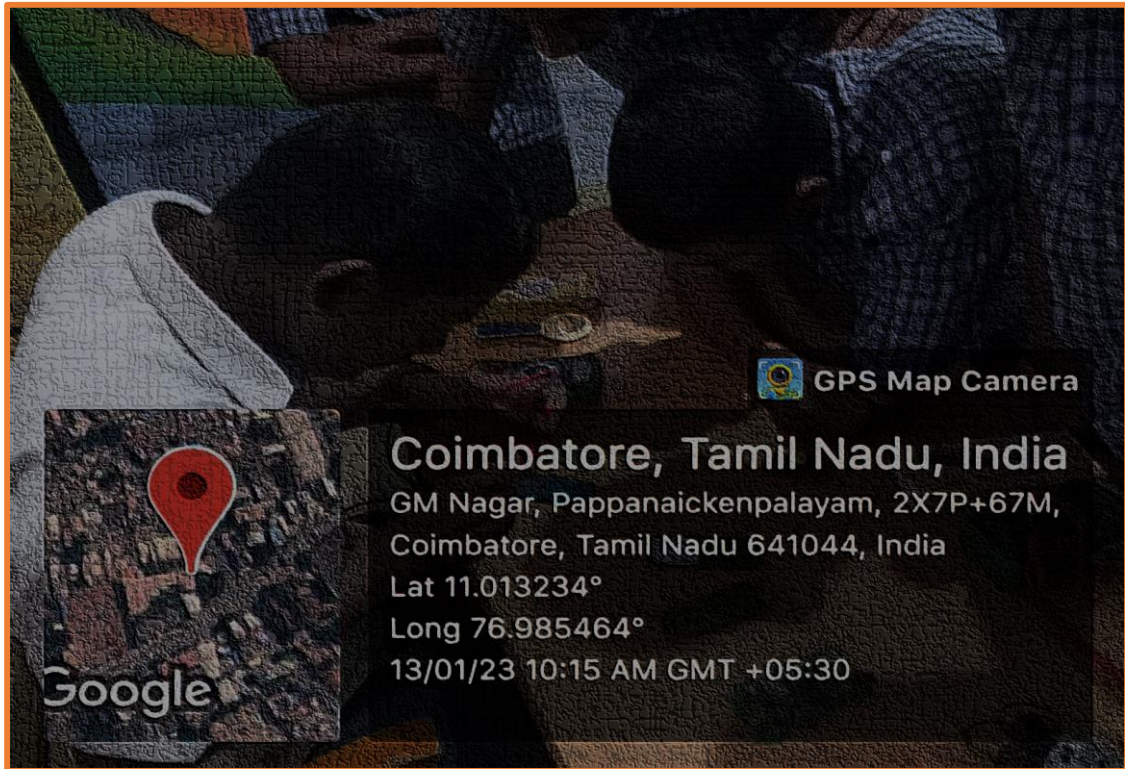 GPS Map Camera
Coimbatore, Tamil Nadu, India
GM Nagar, Pappanaickenpalayam, 2X7P+67M,
Coimbatore, Tamil Nadu 641044, India
Lat 11.013234°
Long 76.985464°
13/01/23 10:15 AM GMT +05:30
Google